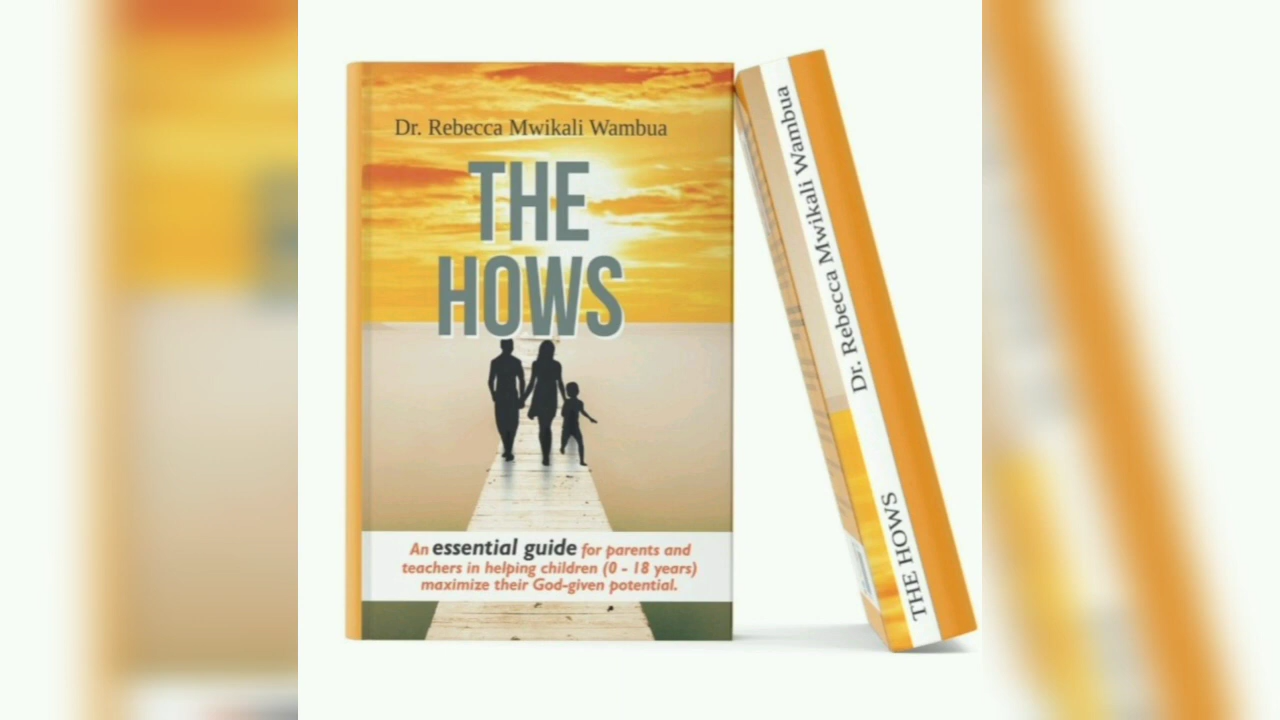 Dr. Rebecca Mwikali Wambua
THE
HOWS
An essential guide for parents and
teachers in helping children (0 - 18 years)
maximize their God-given potential.
Dr. Rebecca Mwikali Wambua
THE HOWS